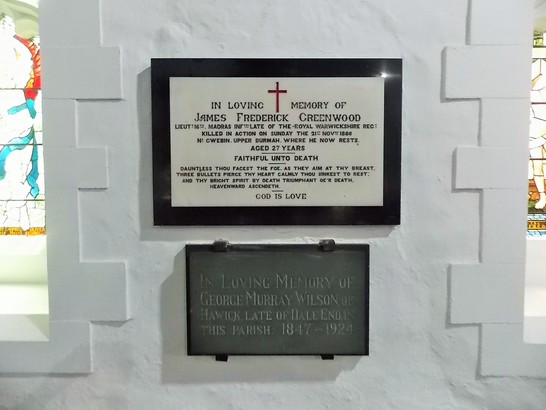 IN LOVING MEMORY OF
JAMES FREDERICK GREENWOOD
LIEUT 16TH. MADRAS INFTY LATE OF THE ROYAL WARWICKSHIRE REGT
KILLED IN ACTION ON SUNDAY THE 21ST NOVR 1886
NR GWEBIN. UPPER BURMAH. WHERE HE NOW RESTS.
AGED 27 YEARS
FAITHFUL UNTO DEATH
DAUNTLESS THOU FACEST THE FOE, AS THEY AIM AT THY BREAST,
THREE BULLETS PIERCE THY HEART CALMLY THOU SINKEST TO REST;
AND THY BRIGHT SPIRIT BY DEATH TRIUMPHANT O'ER DEATH,
HEAVENWARD ASCENDETH.
GOD IS LOVE
IN LOVING MEMORY OF
GEORGE MURRAY WILSON OF
HAWICK LATE OF DALE END IN
THIS PARISH. 1847-1924